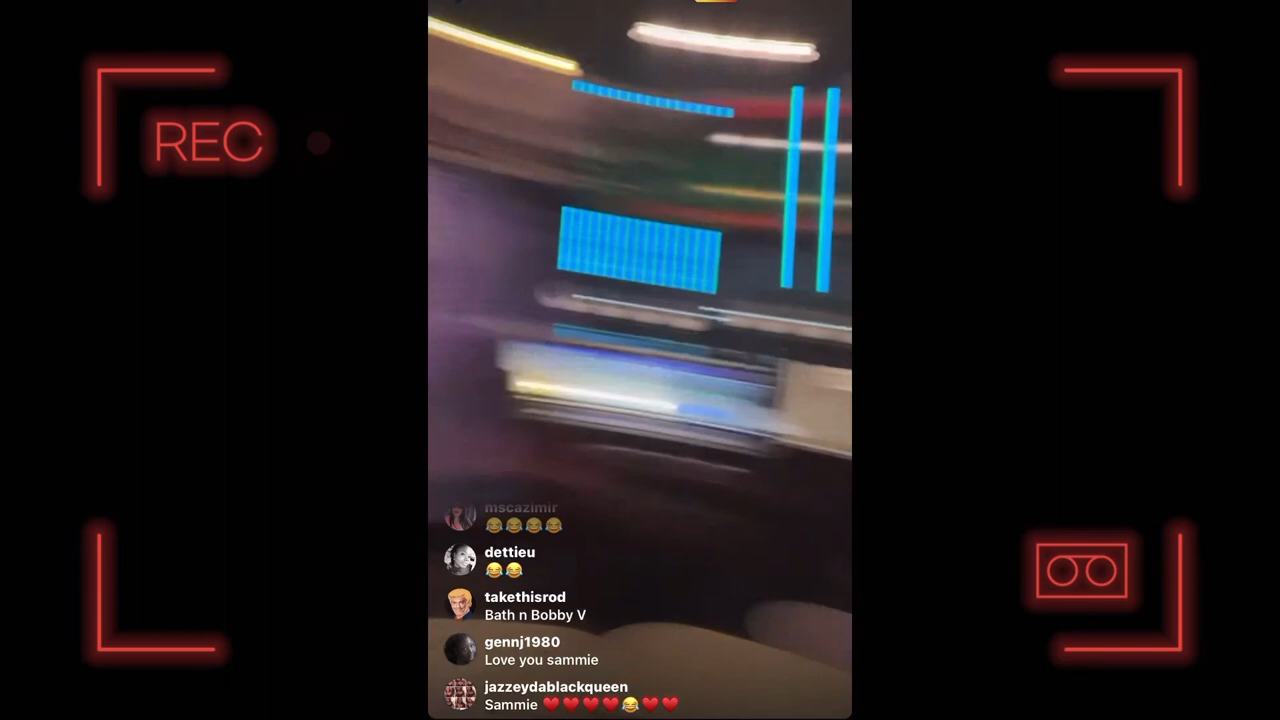 REC
mscazimir
😂😂😂😂
dettieu
😂😂
takethisrod
Bath n Bobby V
gennj1980
Love you sammie
jazzeydablackqueen
Sammie ❤️❤️❤️❤️😂❤️❤️